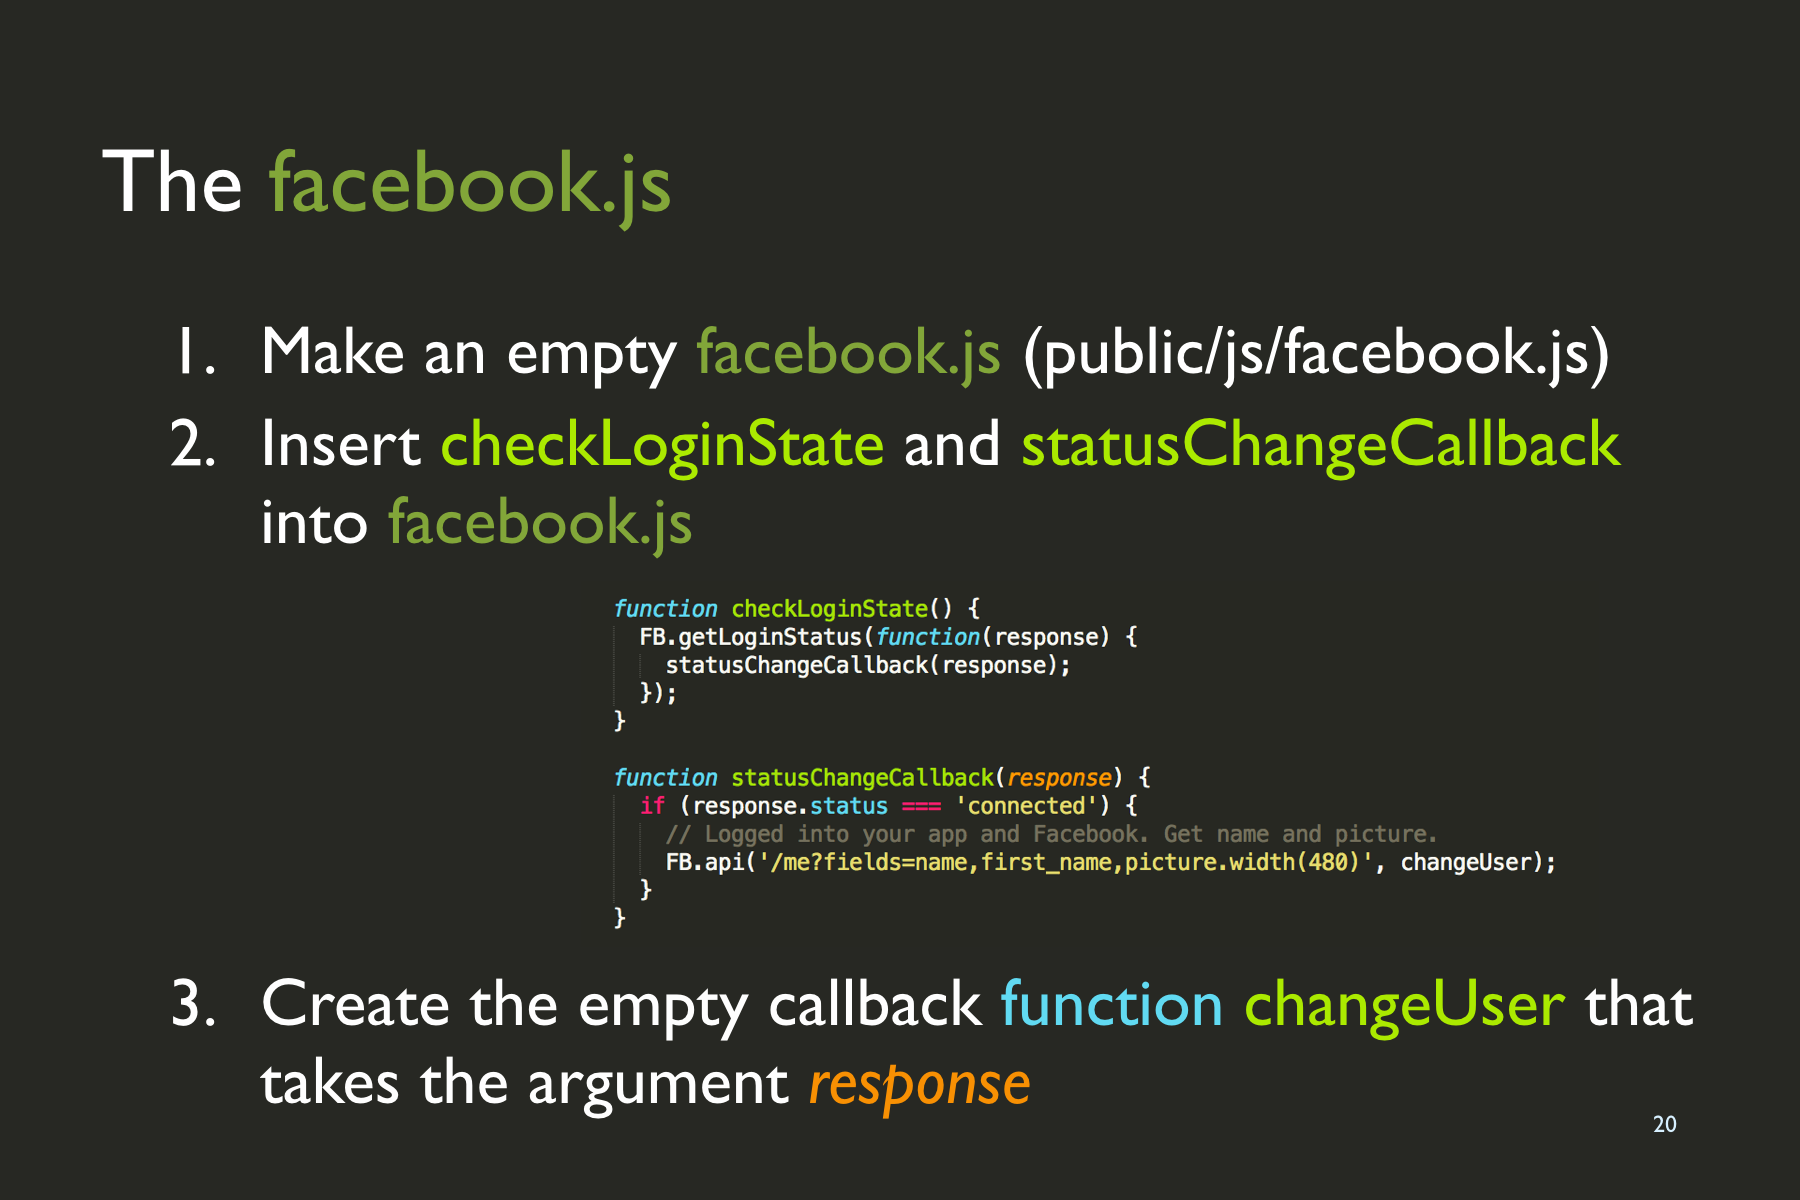 The facebook.js
1. Make an empty facebook.js (public/js/facebook.js)
2. Insert checkLoginState and statusChangeCallback
into facebook.js
function checkLoginState() {
  FB.getLoginStatus(function(response) {
    statusChangeCallback(response);
  });
}
function statusChangeCallback(response) {
  if (response.status === 'connected') {
    // Logged into your app and Facebook. Get name and picture.
    FB.api('/me?fields=name,first_name,picture.width(480)', changeUser);
  }
}
3. Create the empty callback function changeUser that
takes the argument response
20